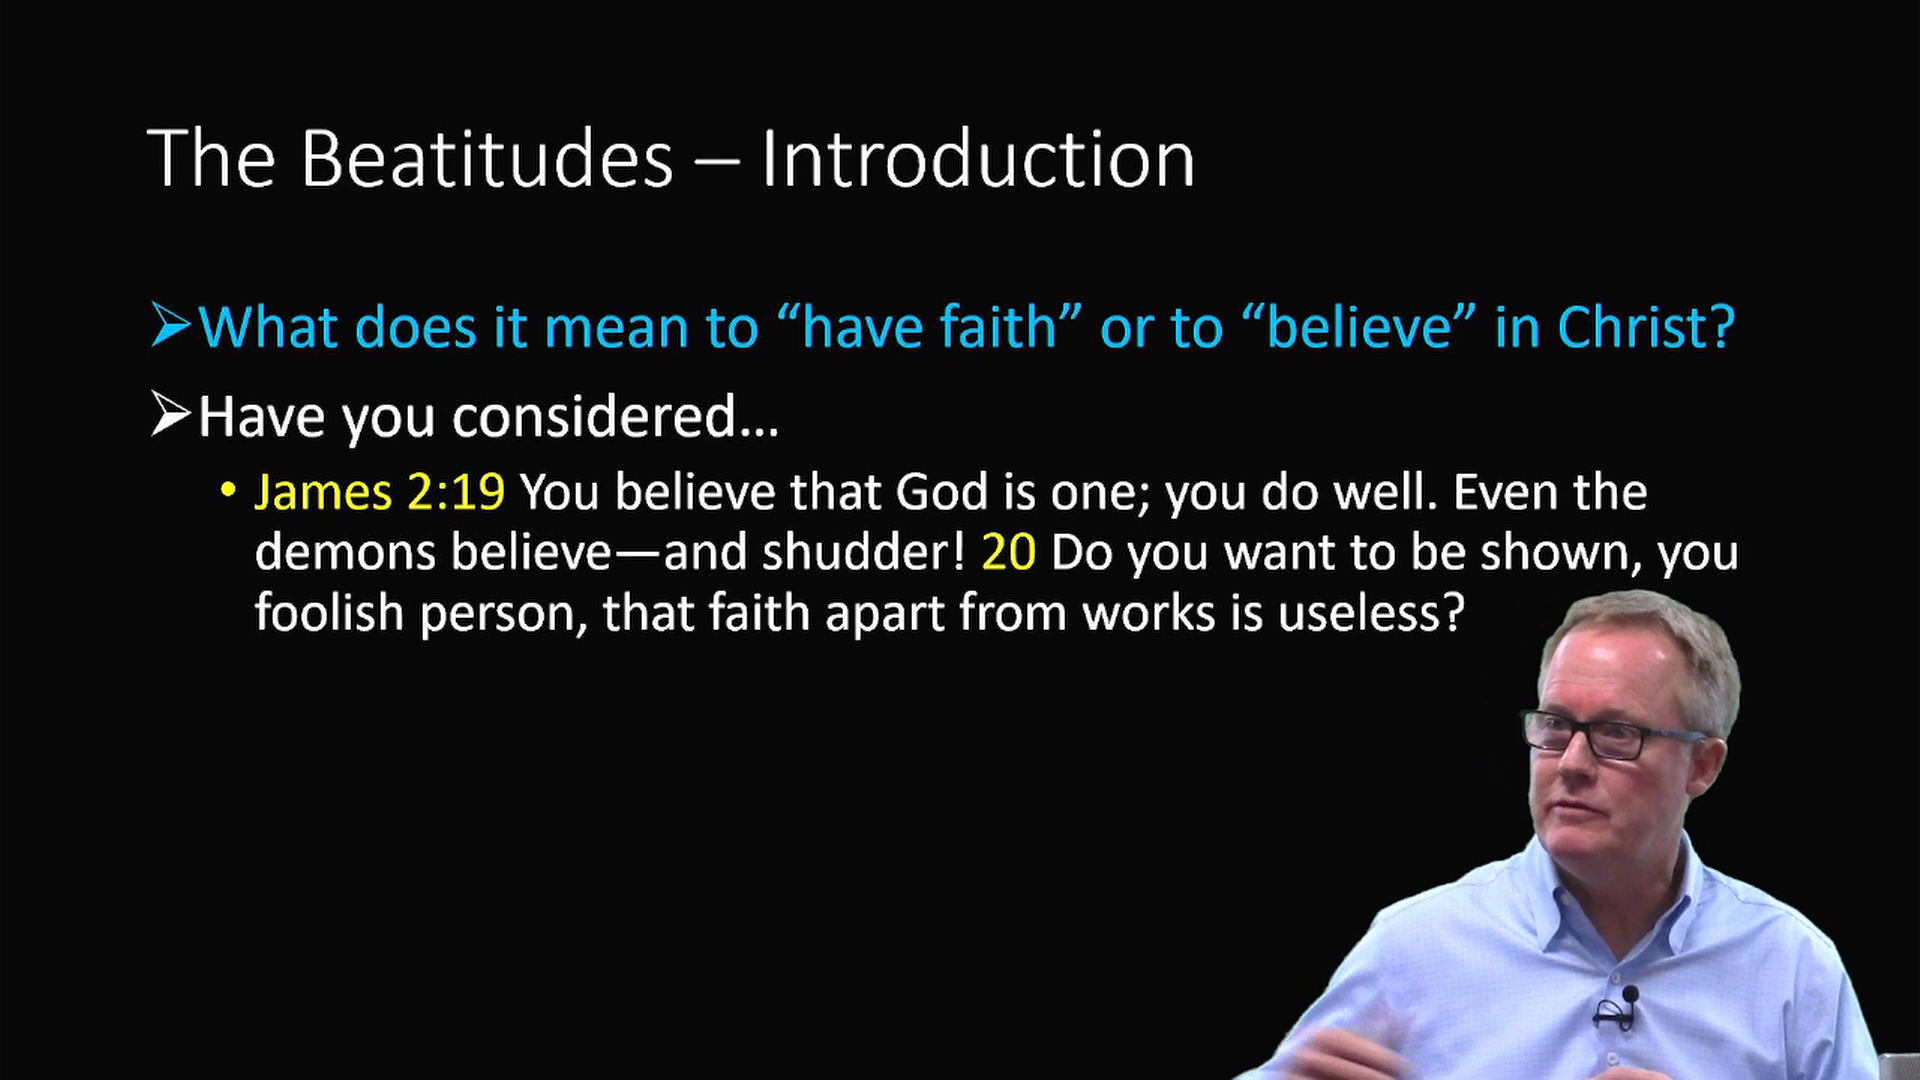 The Beatitudes – Introduction
➢What does it mean to “have faith” or to “believe” in Christ?
➢Have you considered…
• James 2:19 You believe that God is one; you do well. Even the
demons believe—and shudder! 20 Do you want to be shown, you
foolish person, that faith apart from works is useless?